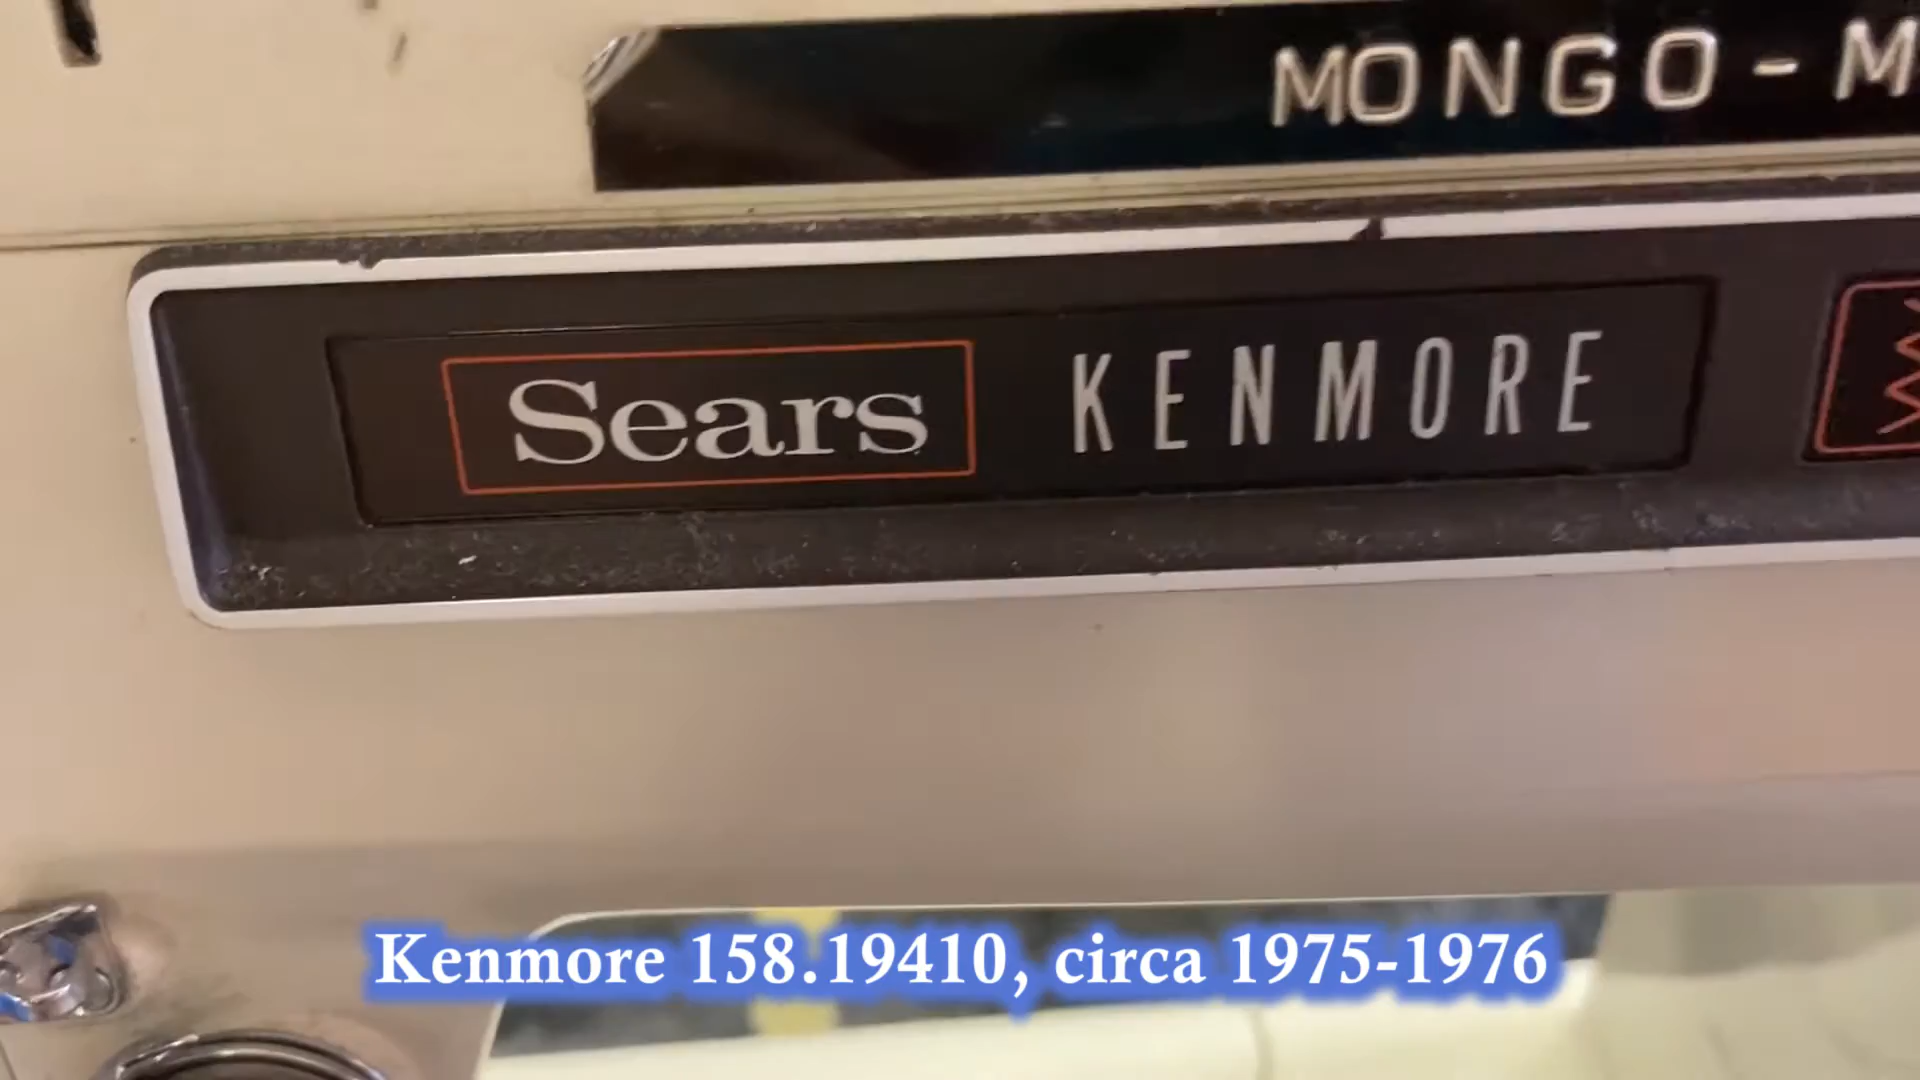 MONGO - M
Sears KENMORE
Kenmore 158.19410, circa 1975-1976